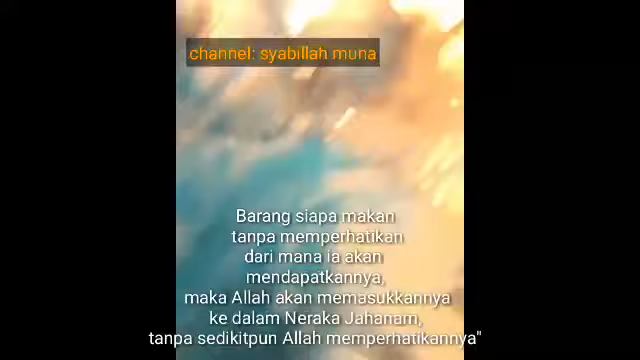 channel: syabillah muna
Barang siapa makan
tanpa memperhatikan
dari mana ia akan
mendapatkannya,
maka Allah akan memasukkannya
ke dalam Neraka Jahanam,
tanpa sedikitpun Allah memperhatikannya"